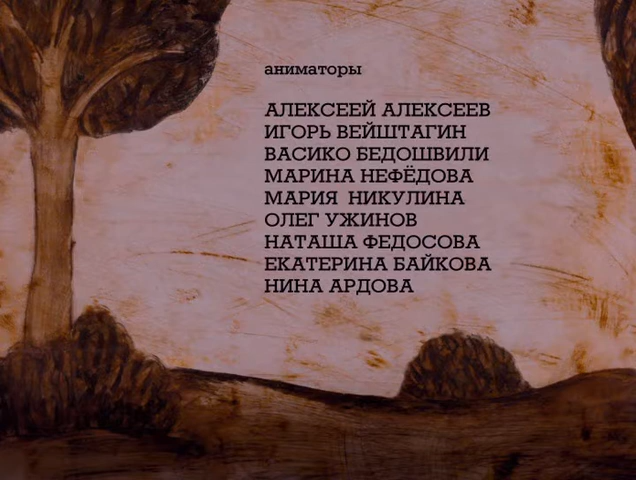 аниматоры
АЛЕКСЕЕЙ АЛЕКСЕЕВ
ИГОРЬ ВЕЙШТАГИН
ВАСИКО БЕДОШВИЛИ
МАРИНА НЕФЁДОВА
МАРИЯ НИКУЛИНА
ОЛЕГ УЖИНОВ
НАТАША ФЕДОСОВА
ЕКАТЕРИНА БАЙКОВА
НИНА АРДОВА